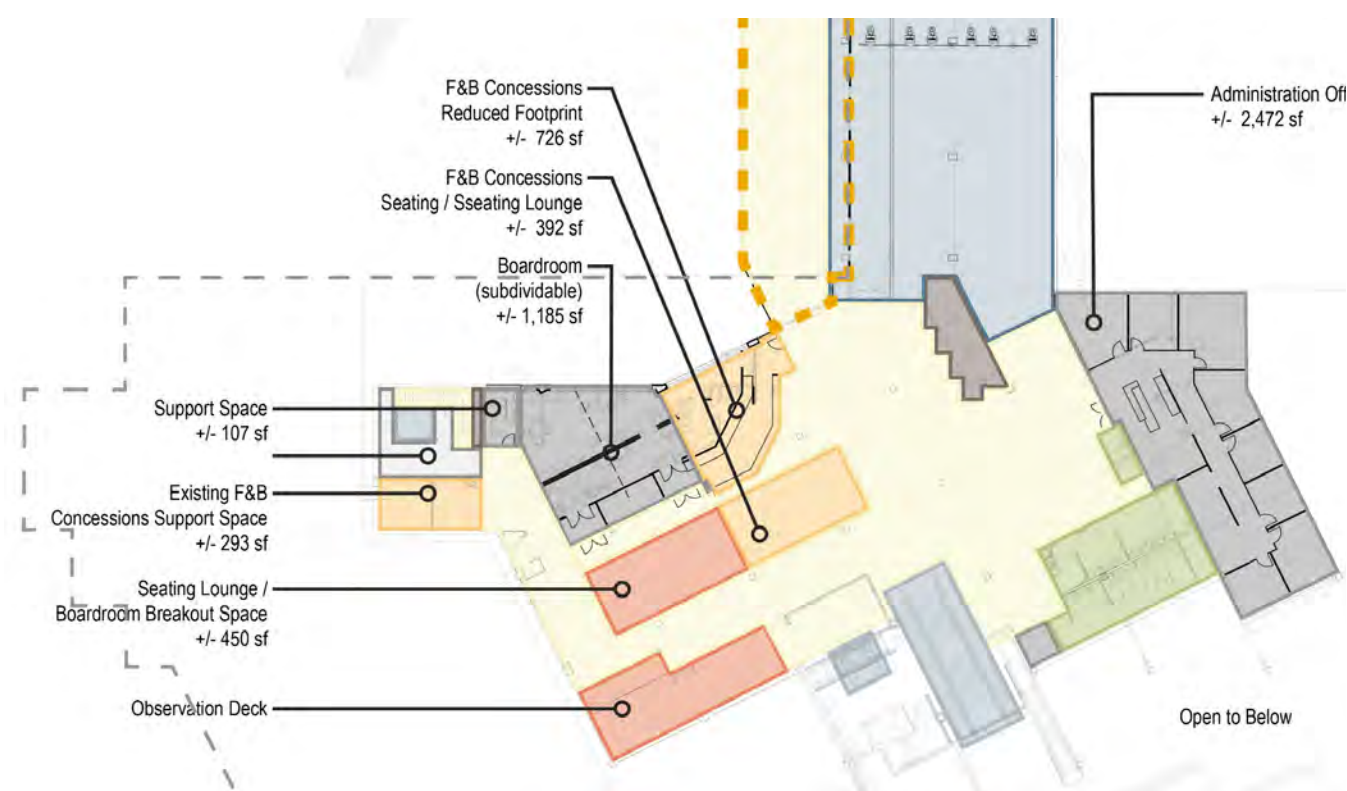 F&B Concessions
Reduced Footprint
+/- 726 sf
F&B Concessions
Seating / Sseating Lounge
+/- 392 sf
Boardroom
(subdividable)
+/- 1,185 sf
Administration Off
+/- 2,472 sf
Support Space
+/- 107 sf
Existing F&B
Concessions Support Space
+/- 293 sf
Seating Lounge /
Boardroom Breakout Space
+/- 450 sf
Observation Deck
Open to Below